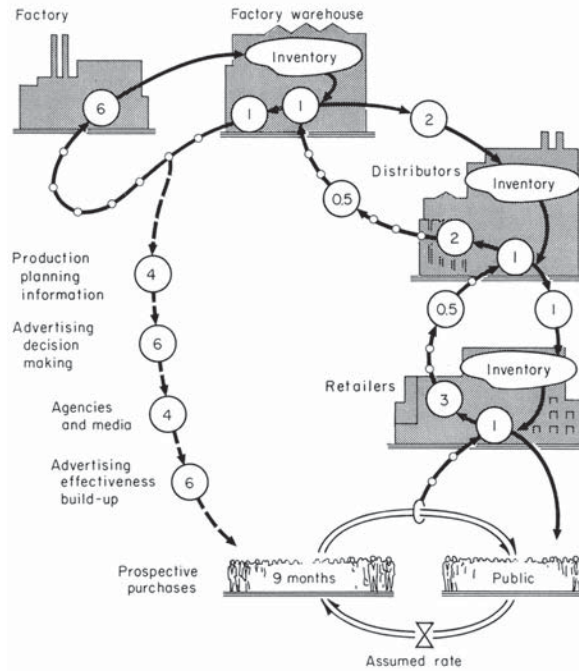 Factory
Factory warehouse
Inventory
6
1
1
2
Distributors
Inventory
0.5
2
1
Production
planning
information
4
0.5
1
Advertising
decision
making
6
Inventory
Retailers
3
Agencies
and media
4
1
Advertising
effectiveness
build-up
6
Prospective
purchases
9 months
Public
Assumed rate